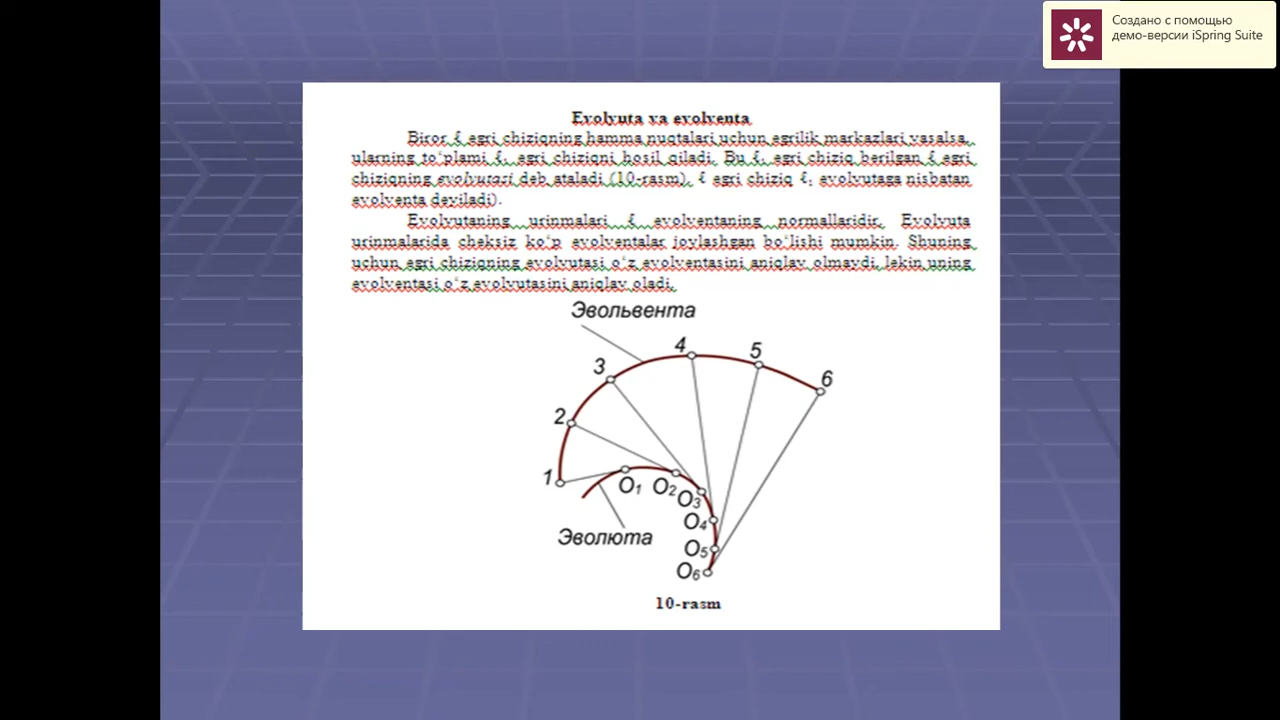 Создано с помощью
демо-версии iSpring Suite
Evolyuta va evolventa
Biror ℓ egri chiziqning hamma nuqtalari uchun egrilik markazlari yasalsa,
ularning to‘plami ℓ₁ egri chiziqni hosil qiladi. Bu ℓ₁ egri chiziq berilgan ℓ egri
chiziqning evolyutasi deb ataladi (10-rasm), ℓ egri chiziq ℓ₁ evolyutaga nisbatan
evolventa deyiladi).
Evolyutaning urinmalari ℓ evolventaning normallaridir. Evolyuta
urinmalarida cheksiz ko‘p evolventalar joylashgan bo‘lishi mumkin. Shuning
uchun egri chiziqning evolyutasi o‘z evolventasini aniqlay olmaydi, lekin uning
evolventasi o‘z evolyutasini aniqlay oladi.
Эвольвента
4
5
3
6
2
1
O₁
O₂
O₃
O₄
Эволюта
O₅
O₆
10-rasm